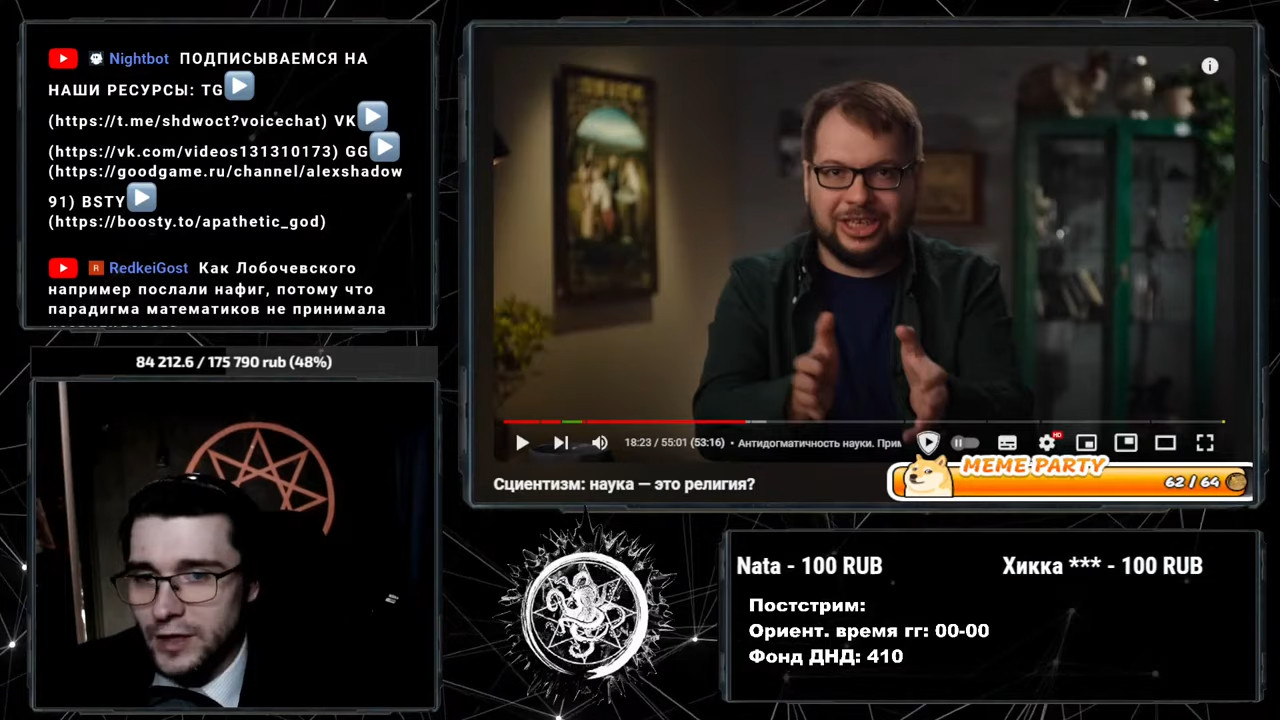 Nightbot ПОДПИСЫВАЕМСЯ НА
НАШИ РЕСУРСЫ: TG
(https://t.me/shdwoct?voicechat) VK
(https://vk.com/videos131310173) GG
(https://goodgame.ru/channel/alexshadow
91) BSTY
(https://boosty.to/apathetic_god)
R RedkeiGost Как Лобочевского
например послали нафиг, потому что
парадигма математиков не принимала
84 212.6 / 175 790 rub (48%)
18:23 / 55:01 (53:16) • Антидогматичность науки. Прим
HD
Сциентизм: наука — это религия?
MEME PARTY
62 / 64
Nata - 100 RUB
Хикка *** - 100 RUB
Постстрим:
Ориент. время гг: 00-00
Фонд ДНД: 410